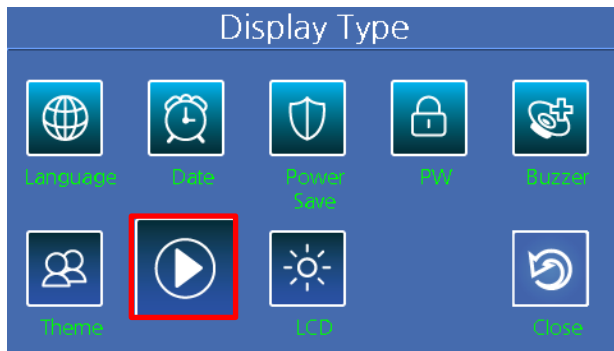 Display Type
Language Date Power PW Buzzer
Save
Theme LCD Close